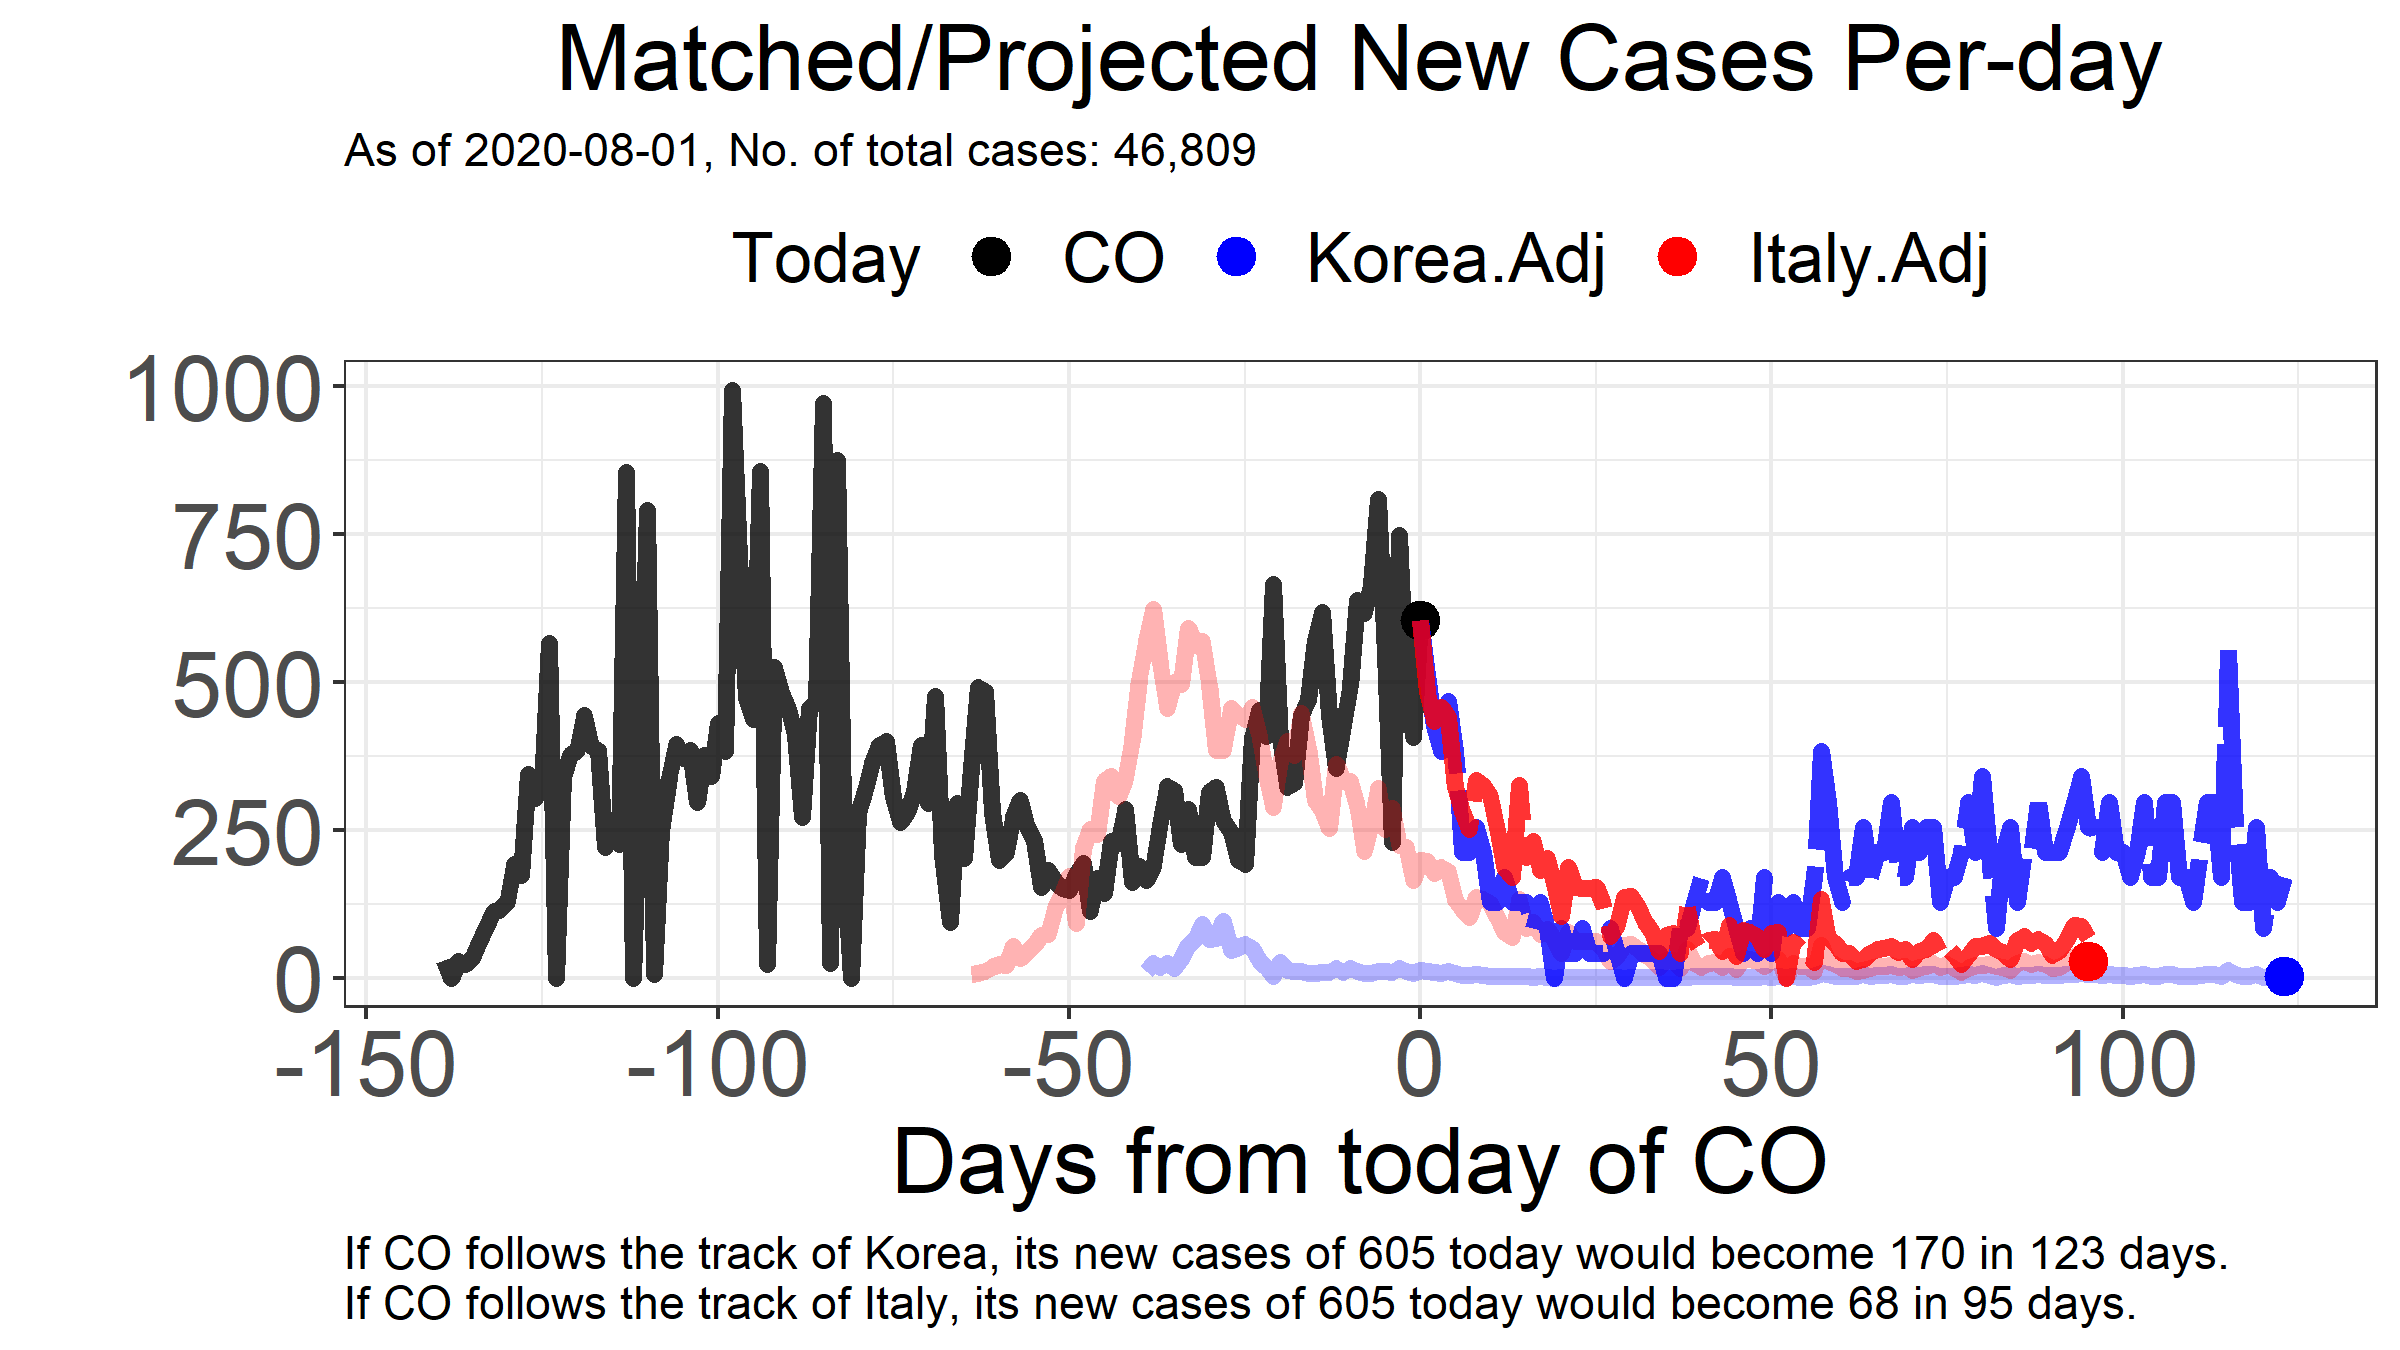 Matched/Projected New Cases Per-day
As of 2020-08-01, No. of total cases: 46,809
Today CO Korea.Adj Italy.Adj
1000
750
500
250
0
-150 -100 -50 0 50 100
Days from today of CO
If CO follows the track of Korea, its new cases of 605 today would become 170 in 123 days.
If CO follows the track of Italy, its new cases of 605 today would become 68 in 95 days.